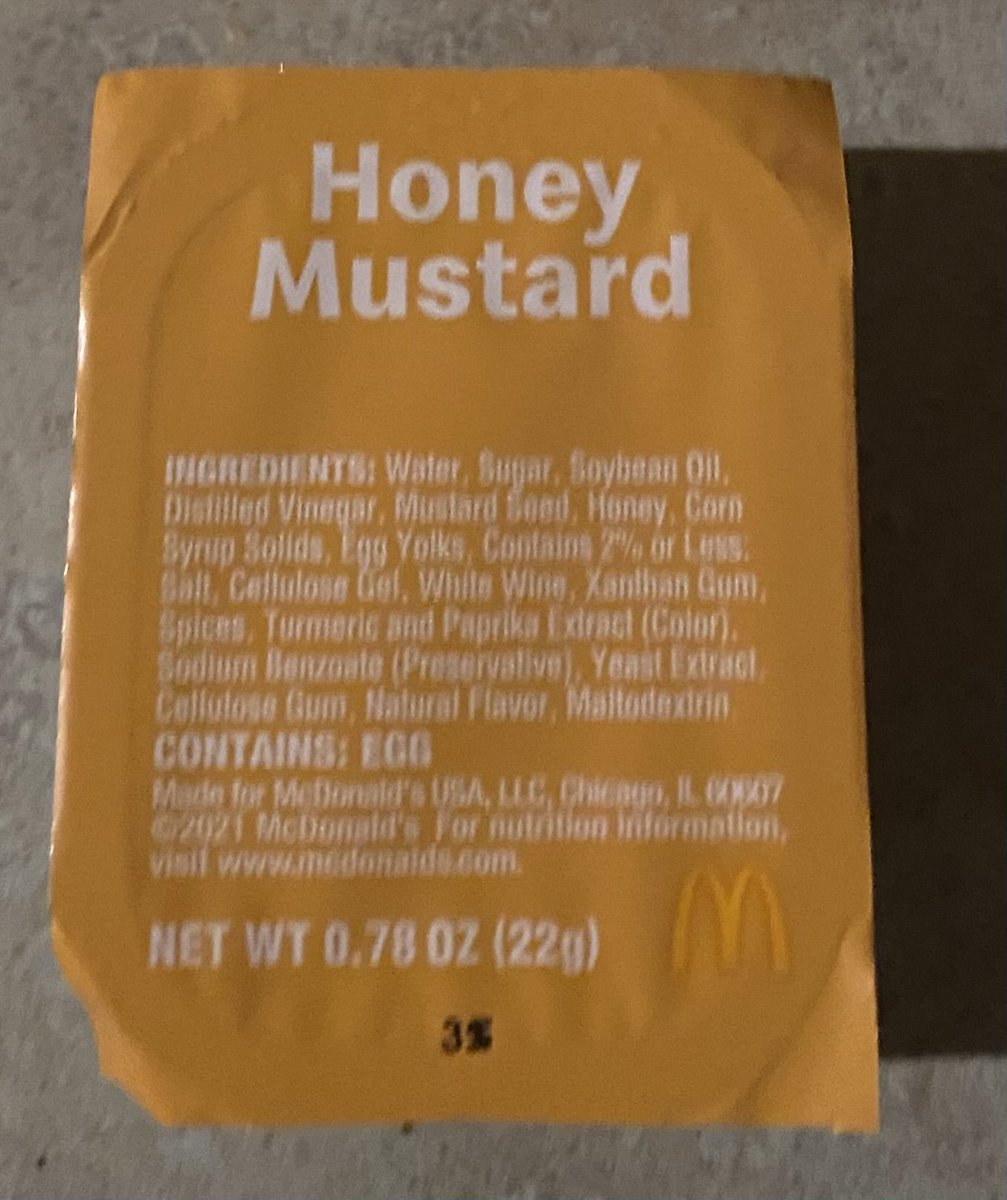 Honey
Mustard
INGREDIENTS: Water, Sugar, Soybean Oil,
Distilled Vinegar, Mustard Seed, Honey, Corn
Syrup Solids, Egg Yolks, Contains 2% or Less:
Salt, Cellulose Gel, White Wine, Xanthan Gum,
Spices, Turmeric and Paprika Extract (Color),
Sodium Benzoate (Preservative), Yeast Extract,
Cellulose Gum, Natural Flavor, Maltodextrin
CONTAINS: EGG
Made for McDonald's USA, LLC, Chicago, IL 60607
©2021 McDonald's For nutrition information,
visit www.mcdonalds.com.
NET WT 0.78 OZ (22g)